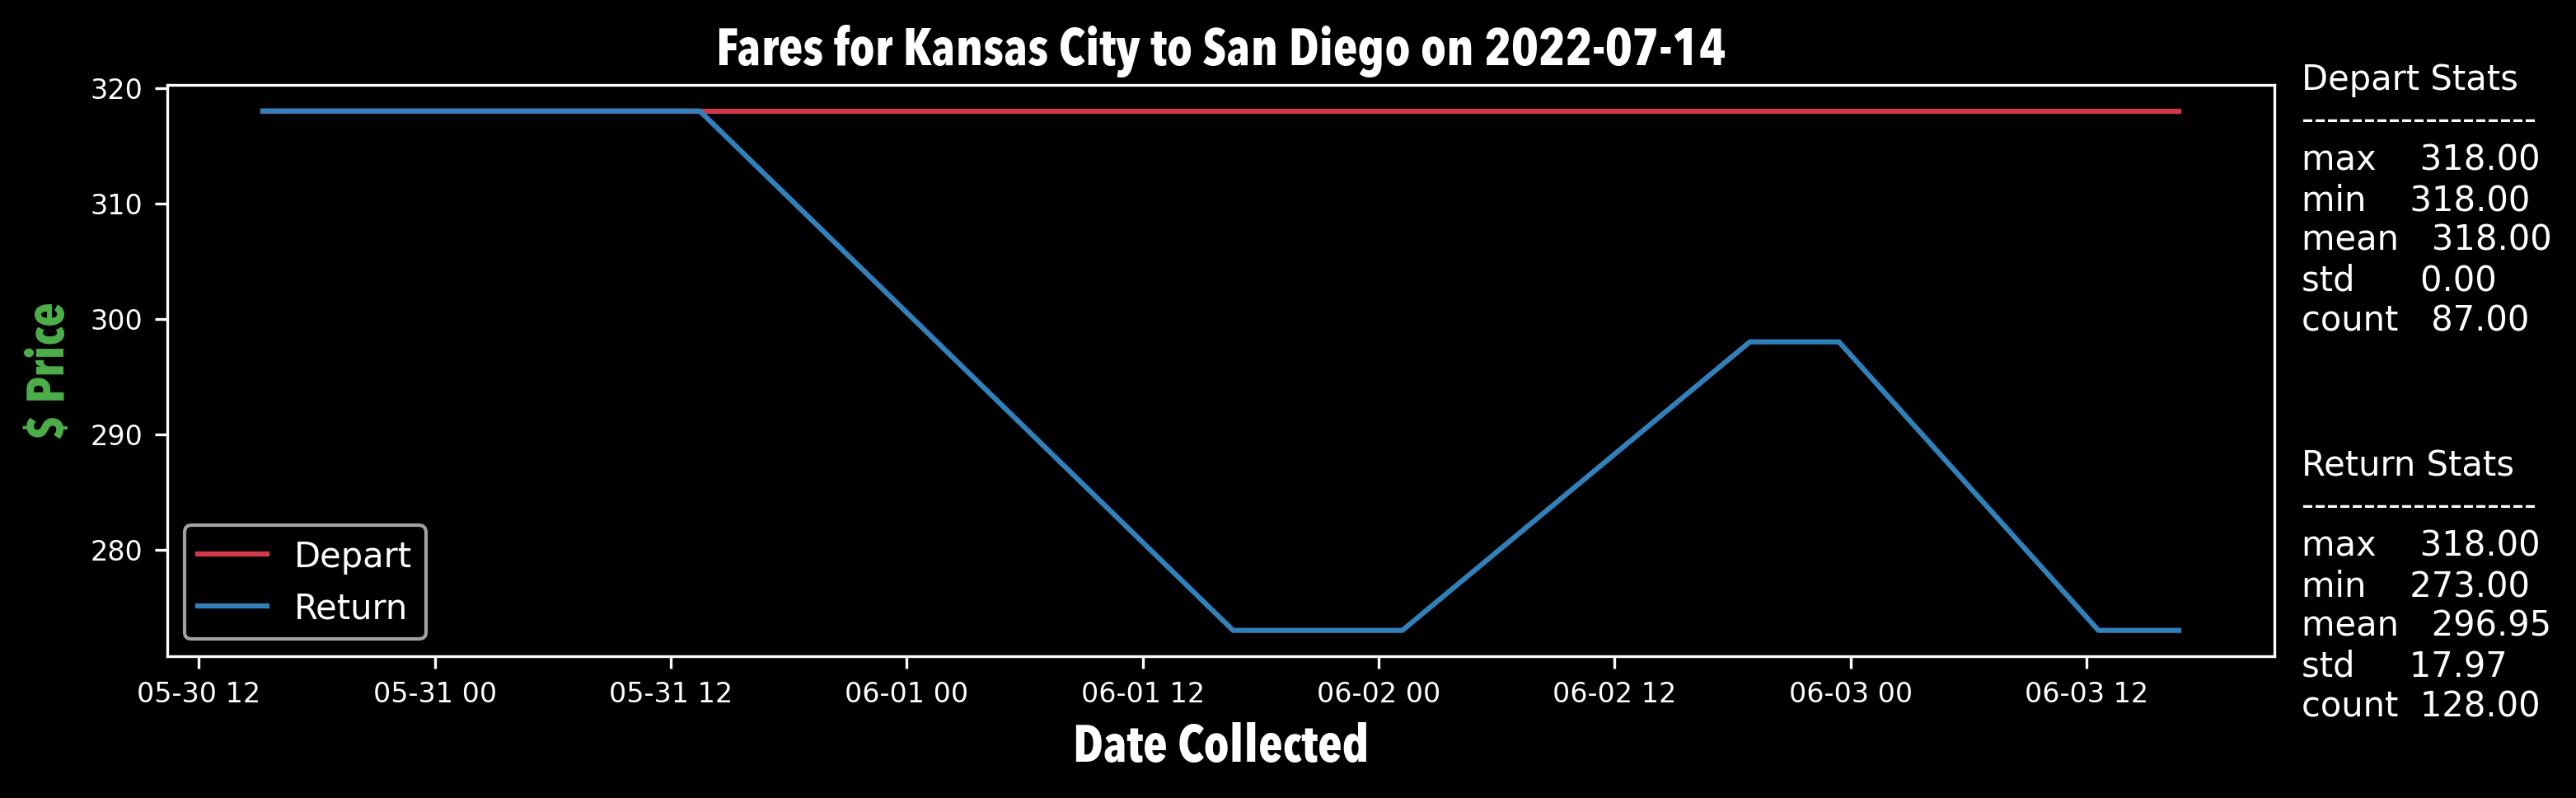 Fares for Kansas City to San Diego on 2022-07-14
$ Price
320
310
300
290
280
Depart
Return
05-30 12
05-31 00
05-31 12
06-01 00
06-01 12
06-02 00
06-02 12
06-03 00
06-03 12
Date Collected
Depart Stats
-------------------
max 318.00
min 318.00
mean 318.00
std 0.00
count 87.00
Return Stats
-------------------
max 318.00
min 273.00
mean 296.95
std 17.97
count 128.00